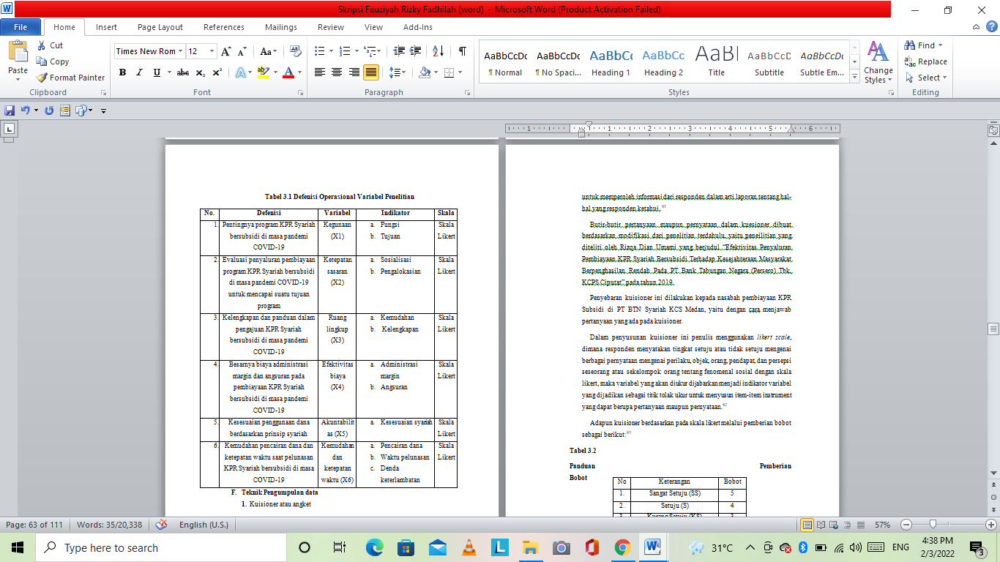 Skripsi Fauziyah Rizky Fadhilah (word) - Microsoft Word (Product Activation Failed)
File Home Insert Page Layout References Mailings Review View Add-Ins
Paste
Cut
Copy
Format Painter
Clipboard
Times New Rom 12
Font
Paragraph
AaBbCcDc AaBbCcDc AaBbCc AaBbCc AaBl AaBbCcD AaBbCcDc
¶ Normal ¶ No Spaci... Heading 1 Heading 2 Title Subtitle Subtle Em...
Change Styles
Styles
Find
Replace
Select
Editing
Tabel 3.1 Defenisi Operasional Variabel Penelitian
No. Defenisi Variabel Indikator Skala
1. Pentingnya program KPR Syariah Kegunaan a. Fungsi Skala
bersubsidi di masa pandemi (X1) b. Tujuan Likert
COVID-19
2. Evaluasi penyaluran pembiayaan Ketepatan a. Sosialisasi Skala
program KPR Syariah bersubsidi sasaran b. Pengalokasian Likert
di masa pandemi COVID-19 (X2)
untuk mencapai suatu tujuan
program
3. Kelengkapan dan panduan dalam Ruang a. Kemudahan Skala
pengajuan KPR Syariah lingkup b. Kelengkapan Likert
bersubsidi di masa pandemi (X3)
COVID-19
4. Besarnya biaya administrasi Efektivitas a. Administrasi Skala
margin dan angsuran pada biaya margin Likert
pembiayaan KPR Syariah (X4) b. Angsuran
bersubsidi di masa pandemi
COVID-19
5. Kesesuaian penggunaan dana Akuntabilit a. Kesesuaian syariah Skala
berdasarkan prinsip syariah as (X5) Likert
6. Kemudahan pencairan dana dan Kemudahan a. Pencairan dana Skala
ketepatan waktu saat pelunasan dan b. Waktu pelunasan Likert
KPR Syariah bersubsidi di masa ketepatan c. Denda
COVID-19 waktu (X6) keterlambatan
F. Teknik Pengumpulan data
1. Kuisioner atau angket
untuk memperoleh informasi dari responden dalam arti laporan tentang hal-
hal yang responden ketahui. 81
Butir-butir pertanyaan maupun pernyataan dalam kuesioner dibuat
berdasarkan modifikasi dari penelitian terdahulu, yaitu peneilitian yang
diteliti oleh Rizqa Dian Umami yang berjudul "Efektivitas Penyaluran
Pembiayaan KPR Syariah Bersubsidi Terhadap Kesejahteraan Masyarakat
Berpenghasilan Rendah Pada PT Bank Tabungan Negara (Persero) Tbk,
KCPS Ciputat" pada tahun 2019.
Penyebaran kuisioner ini dilakukan kepada nasabah pembiayaan KPR
Subsidi di PT BTN Syariah KCS Medan, yaitu dengan cara menjawab
pertanyaan yang ada pada kuisioner.
Dalam penyusunan kuisioner ini penulis menggunakan likert scale,
dimana responden menyatakan tingkat setuju atau tidak setuju mengenai
berbagai pernyataan mengenai perilaku, objek, orang, pendapat, dan persepsi
seseorang atau sekelompok orang tentang fenomenal sosial dengan skala
likert, maka variabel yang akan diukur dijabarkan menjadi indikator variabel
yang dijadikan sebagai titik tolak ukur untuk menyusun item-item instrument
yang dapat berupa pertanyaan maupun pernyataan.82
Adapun kuisioner berdasarkan pada skala likert melalui pemberian bobot
sebagai berikut: 83
Tabel 3.2
Panduan Pemberian
Bobot
No Keterangan Bobot
1. Sangat Setuju (SS) 5
2. Setuju (S) 4
3. Kurang Setuju (KS) 3
Page: 63 of 111 Words: 35/20,338 English (U.S.) 57%
Type here to search
31°C
ENG
4:38 PM
2/3/2022
3